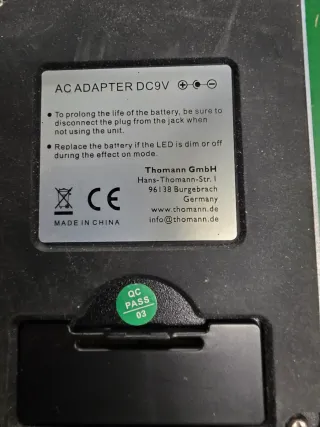 AC ADAPTER DC9V
• To prolong the life of the battery, be sure to
disconnect the plug from the jack when
not using the unit.
• Replace the battery if the LED is dim or off
during the effect on mode.
Thomann GmbH
Hans-Thomann-Str. 1
96138 Burgebrach
Germany
www.thomann.de
info@thomann.de
CE
MADE IN CHINA
QC
PASS
03